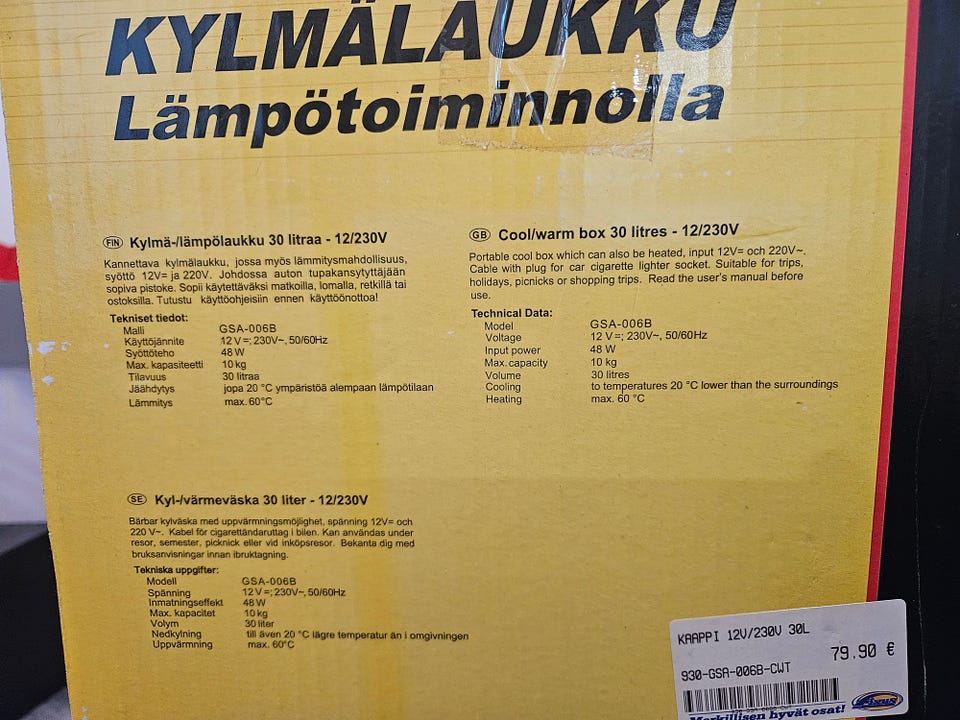 KYLMÄLAUKKU
Lämpötoiminnolla
FIN Kylmä-/lämpölaukku 30 litraa - 12/230V
Kannettava kylmälaukku, jossa myös lämmitysmahdollisuus,
syöttö 12V= ja 220V. Johdossa auton tupakansytyttäjään
sopiva pistoke. Sopii käytettäväksi matkoilla, lomalla, retkillä tai
ostoksilla. Tutustu käyttöohjeisiin ennen käyttöönottoa!
Tekniset tiedot:
Malli GSA-006B
Käyttöjännite 12 V=; 230V~, 50/60Hz
Syöttöteho 48 W
Max. kapasiteetti 10 kg
Tilavuus 30 litraa
Jäähdytys jopa 20 °C ympäristöä alempaan lämpötilaan
Lämmitys max. 60°C
GB Cool/warm box 30 litres - 12/230V
Portable cool box which can also be heated, input 12V= och 220V~.
Cable with plug for car cigarette lighter socket. Suitable for trips,
holidays, picnicks or shopping trips. Read the user's manual before
use.
Technical Data:
Model GSA-006B
Voltage 12 V=; 230V~, 50/60Hz
Input power 48 W
Max. capacity 10 kg
Volume 30 litres
Cooling to temperatures 20 °C lower than the surroundings
Heating max. 60 °C
SE Kyl-/värmeväska 30 liter - 12/230V
Bärbar kylväska med uppvärmningsmöjlighet, spänning 12V= och
220 V~. Kabel för cigarettändaruttag i bilen. Kan användas under
resor, semester, picknick eller vid inköpsresor. Bekanta dig med
bruksanvisningar innan ibruktagning.
Tekniska uppgifter:
Modell GSA-006B
Spänning 12 V=; 230V~, 50/60Hz
Inmatningseffekt 48 W
Max. kapacitet 10 kg
Volym 30 liter
Nedkylning till även 20 °C lägre temperatur än i omgivningen
Uppvärmning max. 60°C
KAAPPI 12V/230V 30L
79.90 €
930-GSA-006B-CWT
Merkillisen hyvät osat!
fixus